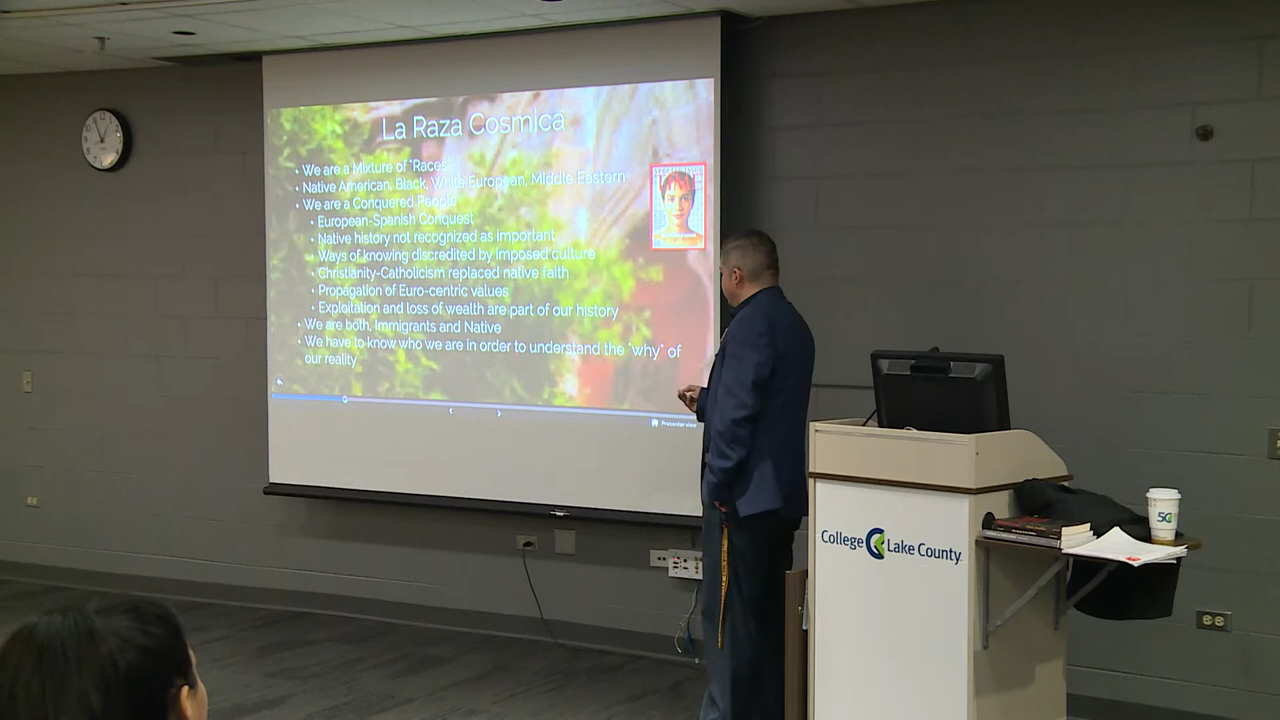 La Raza Cosmica
• We are a Mixture of "Races"
• Native American, Black, White European, Middle Eastern
• We are a Conquered People
• European-Spanish Conquest
• Native history not recognized as important
• Ways of knowing discredited by imposed culture
• Christianity-Catholicism replaced native faith
• Propagation of Euro-centric values
• Exploitation and loss of wealth are part of our history
• We are both, Immigrants and Native
• We have to know who we are in order to understand the "why" of
our reality
Presenter view
College Lake County
50